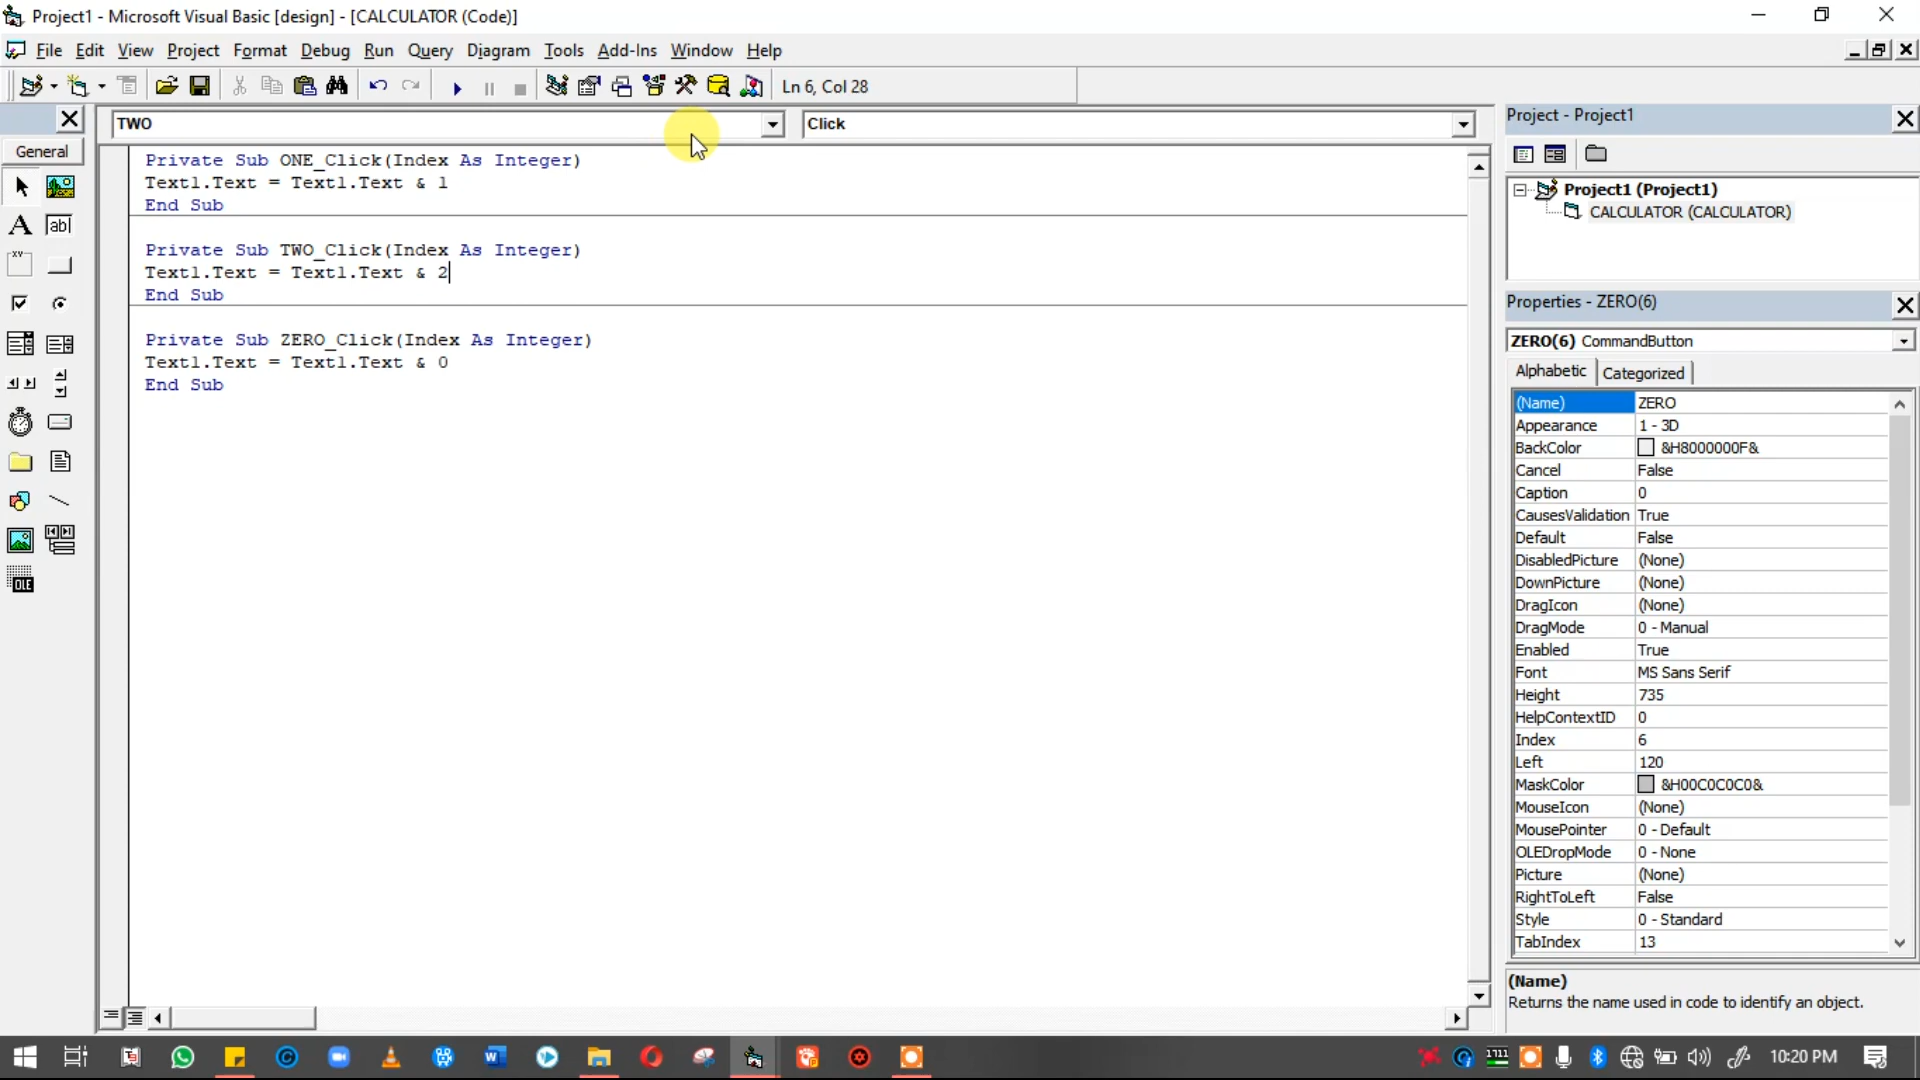 Project1 - Microsoft Visual Basic [design] - [CALCULATOR (Code)]
File Edit View Project Format Debug Run Query Diagram Tools Add-Ins Window Help
Ln 6, Col 28
General
TWO
Click
Private Sub ONE_Click(Index As Integer)
Text1.Text = Text1.Text & 1
End Sub
Private Sub TWO_Click(Index As Integer)
Text1.Text = Text1.Text & 2
End Sub
Private Sub ZERO_Click(Index As Integer)
Text1.Text = Text1.Text & 0
End Sub
Project - Project1
Project1 (Project1)
CALCULATOR (CALCULATOR)
Properties - ZERO(6)
ZERO(6) CommandButton
Alphabetic Categorized
(Name) ZERO
Appearance 1 - 3D
BackColor &H8000000F&
Cancel False
Caption 0
CausesValidation True
Default False
DisabledPicture (None)
DownPicture (None)
DragIcon (None)
DragMode 0 - Manual
Enabled True
Font MS Sans Serif
Height 735
HelpContextID 0
Index 6
Left 120
MaskColor &H00C0C0C0&
MouseIcon (None)
MousePointer 0 - Default
OLEDropMode 0 - None
Picture (None)
RightToLeft False
Style 0 - Standard
TabIndex 13
(Name)
Returns the name used in code to identify an object.
10:20 PM